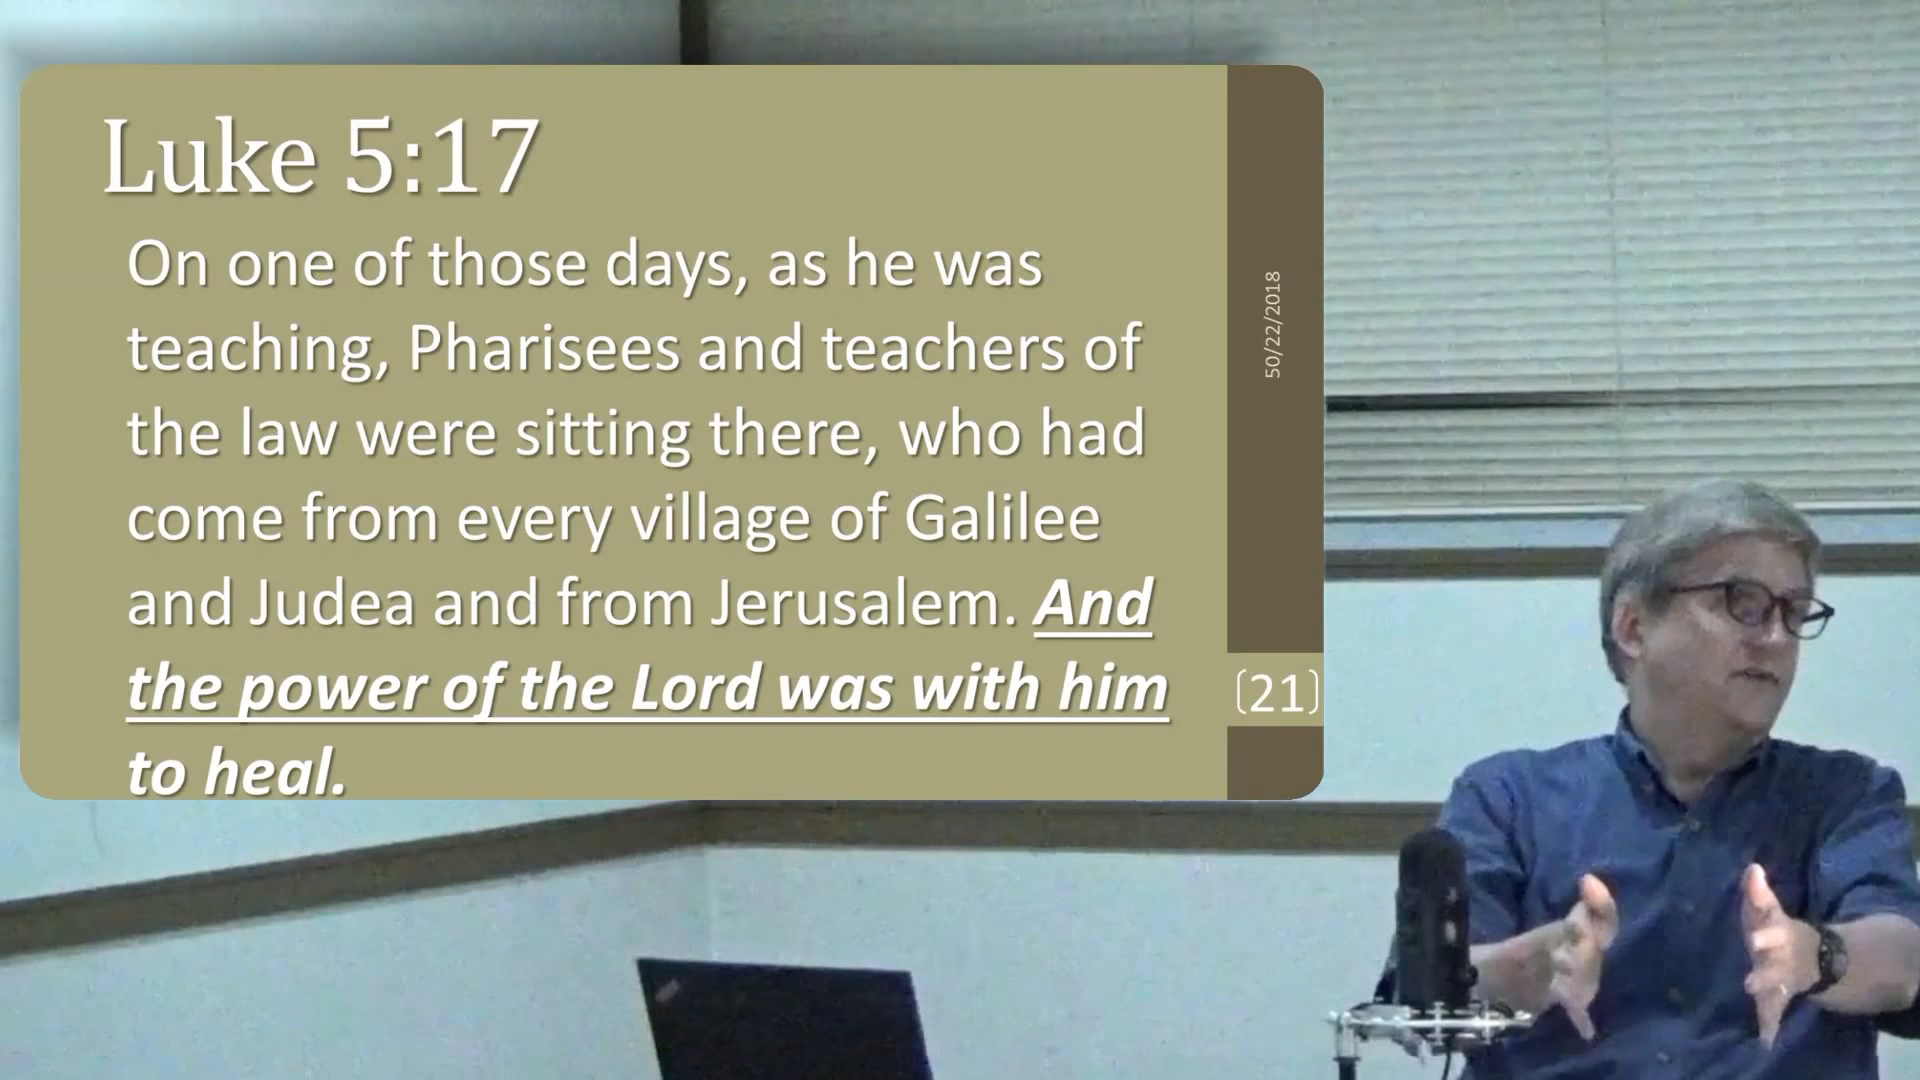 Luke 5:17
On one of those days, as he was
teaching, Pharisees and teachers of
the law were sitting there, who had
come from every village of Galilee
and Judea and from Jerusalem. And
the power of the Lord was with him
to heal.
50/22/2018
21